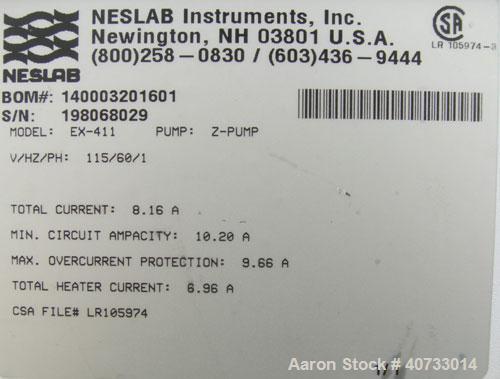 NESLAB Instruments, Inc.
Newington, NH 03801 U.S.A.
(800)258-0830 / (603)436-9444
NESLAB
LR 105974-3
BOM#: 140003201601
S/N: 198068029
MODEL: EX-411 PUMP: Z-PUMP
V/HZ/PH: 115/60/1
TOTAL CURRENT: 8.16 A
MIN. CIRCUIT AMPACITY: 10.20 A
MAX. OVERCURRENT PROTECTION: 9.66 A
TOTAL HEATER CURRENT: 6.96 A
CSA FILE# LR105974
Aaron Stock # 40733014